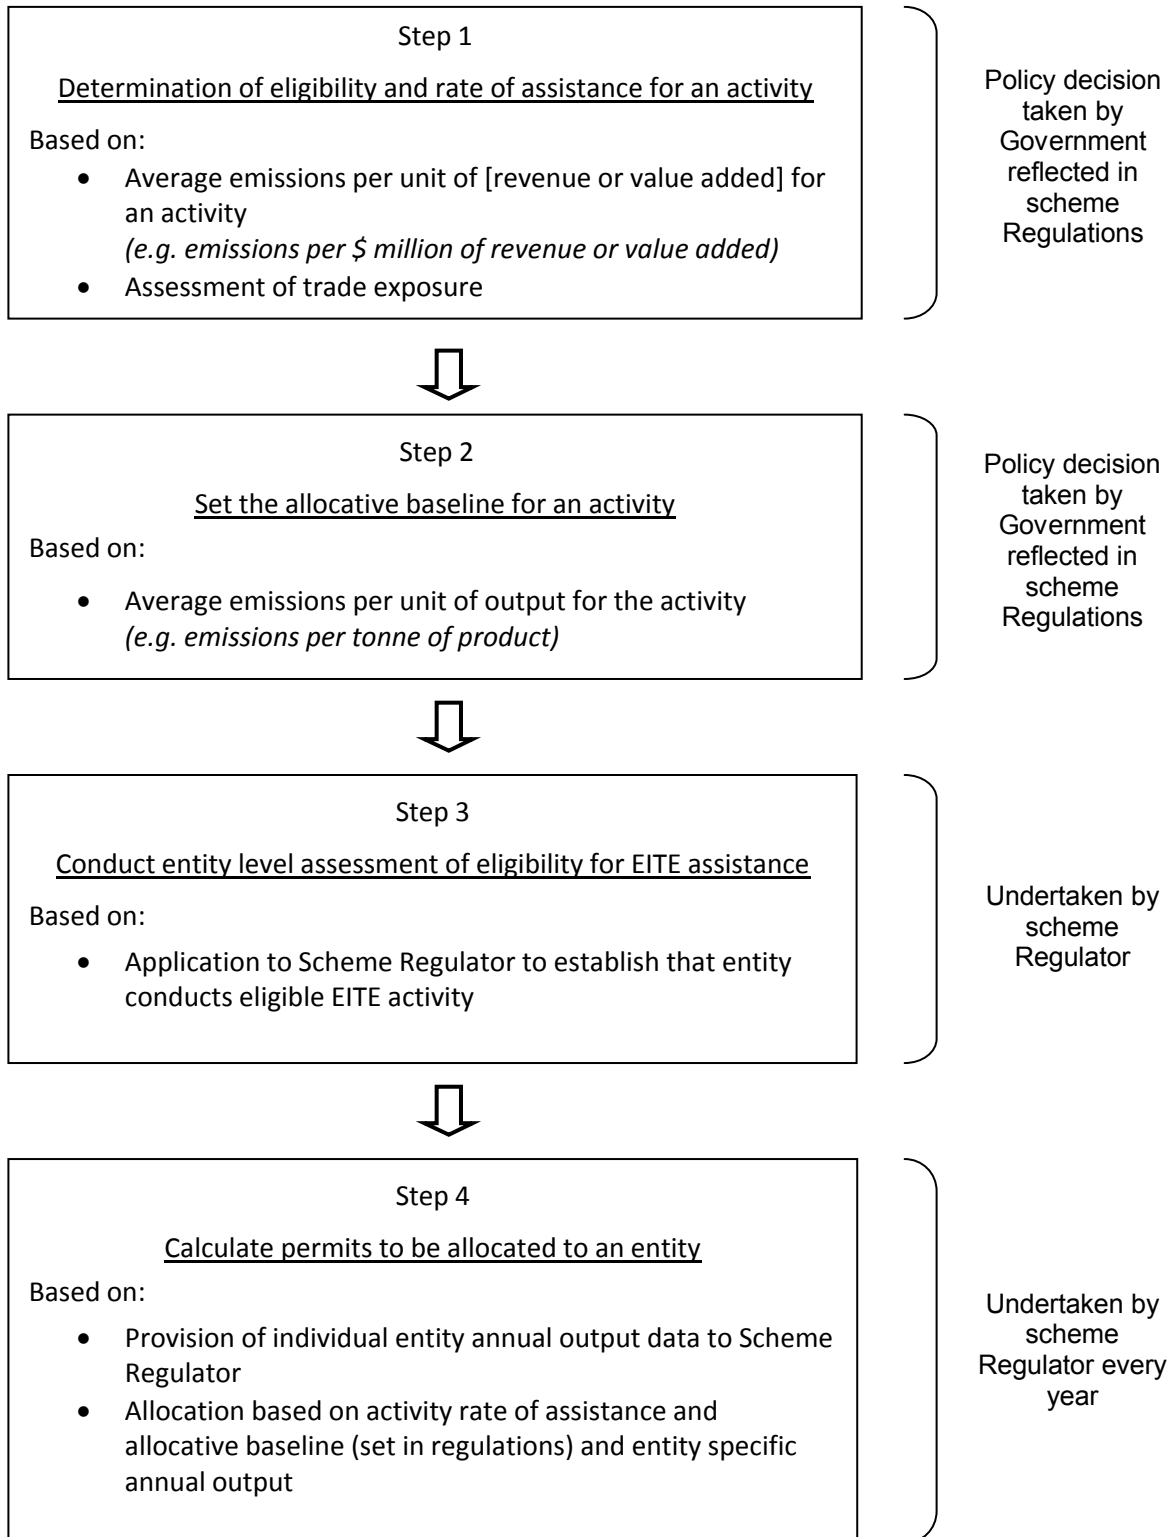 Step 1
Determination of eligibility and rate of assistance for an activity
Based on:
• Average emissions per unit of [revenue or value added] for
an activity
(e.g. emissions per $ million of revenue or value added)
• Assessment of trade exposure
Policy decision
taken by
Government
reflected in
scheme
Regulations
Step 2
Set the allocative baseline for an activity
Based on:
• Average emissions per unit of output for the activity
(e.g. emissions per tonne of product)
Policy decision
taken by
Government
reflected in
scheme
Regulations
Step 3
Conduct entity level assessment of eligibility for EITE assistance
Based on:
• Application to Scheme Regulator to establish that entity
conducts eligible EITE activity
Undertaken by
scheme
Regulator
Step 4
Calculate permits to be allocated to an entity
Based on:
• Provision of individual entity annual output data to Scheme
Regulator
• Allocation based on activity rate of assistance and
allocative baseline (set in regulations) and entity specific
annual output
Undertaken by
scheme
Regulator every
year